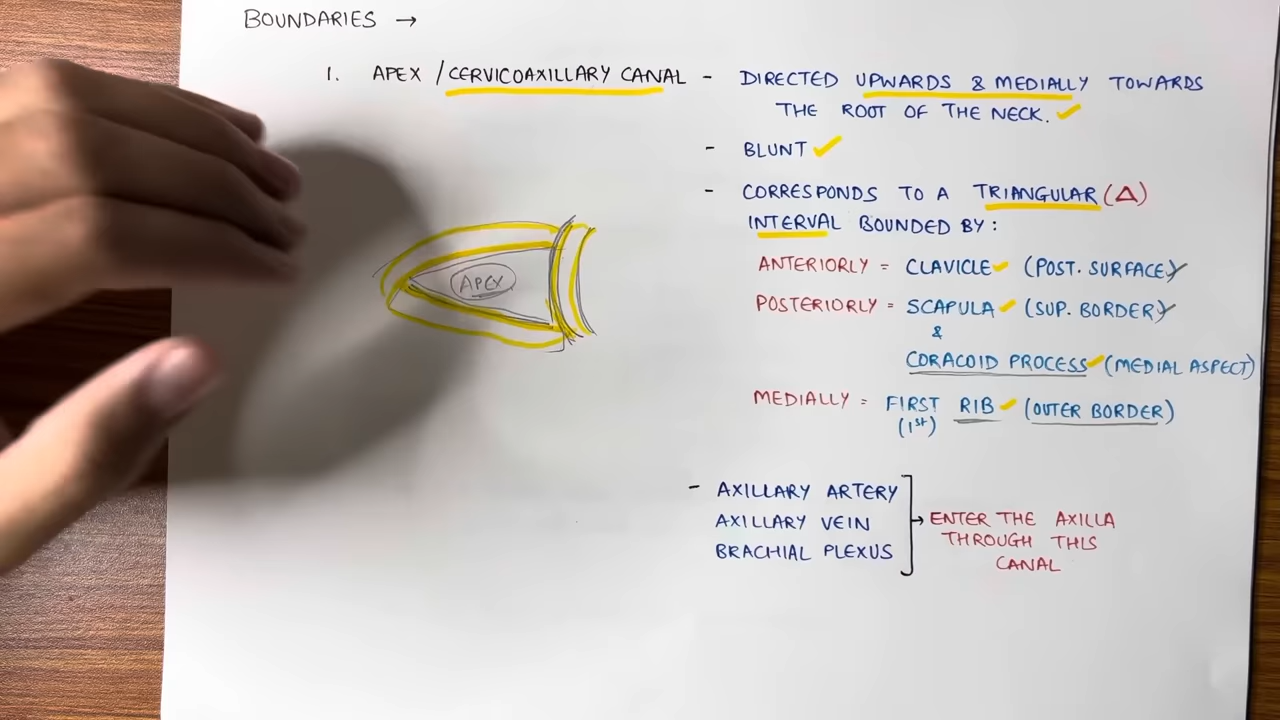 BOUNDARIES →
1. APEX / CERVICOAXILLARY CANAL - DIRECTED UPWARDS & MEDIALLY TOWARDS
THE ROOT OF THE NECK.
- BLUNT
- CORRESPONDS TO A TRIANGULAR (Δ)
INTERVAL BOUNDED BY:
ANTERIORLY = CLAVICLE (POST. SURFACE)
POSTERIORLY = SCAPULA (SUP. BORDER)
&
CORACOID PROCESS (MEDIAL ASPECT)
MEDIALLY = FIRST RIB (OUTER BORDER)
(1st)
APEX
- AXILLARY ARTERY
AXILLARY VEIN
BRACHIAL PLEXUS
→ ENTER THE AXILLA
THROUGH THIS
CANAL